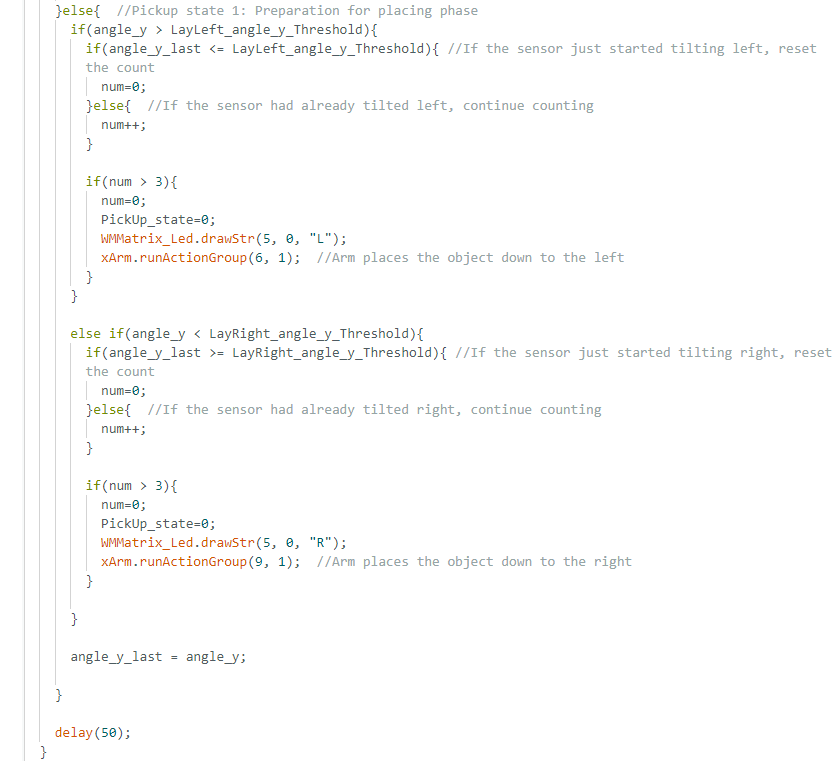 }else{  //Pickup state 1: Preparation for placing phase
if(angle_y > LayLeft_angle_y_Threshold){
if(angle_y_last <= LayLeft_angle_y_Threshold){ //If the sensor just started tilting left, reset
the count
num=0;
}else{  //If the sensor had already tilted left, continue counting
num++;
}
if(num > 3){
num=0;
PickUp_state=0;
WMMatrix_Led.drawStr(5, 0, "L");
xArm.runActionGroup(6, 1);  //Arm places the object down to the left
}
}
else if(angle_y < LayRight_angle_y_Threshold){
if(angle_y_last >= LayRight_angle_y_Threshold){ //If the sensor just started tilting right, reset
the count
num=0;
}else{  //If the sensor had already tilted right, continue counting
num++;
}
if(num > 3){
num=0;
PickUp_state=0;
WMMatrix_Led.drawStr(5, 0, "R");
xArm.runActionGroup(9, 1);  //Arm places the object down to the right
}
}
angle_y_last = angle_y;
}
delay(50);
}